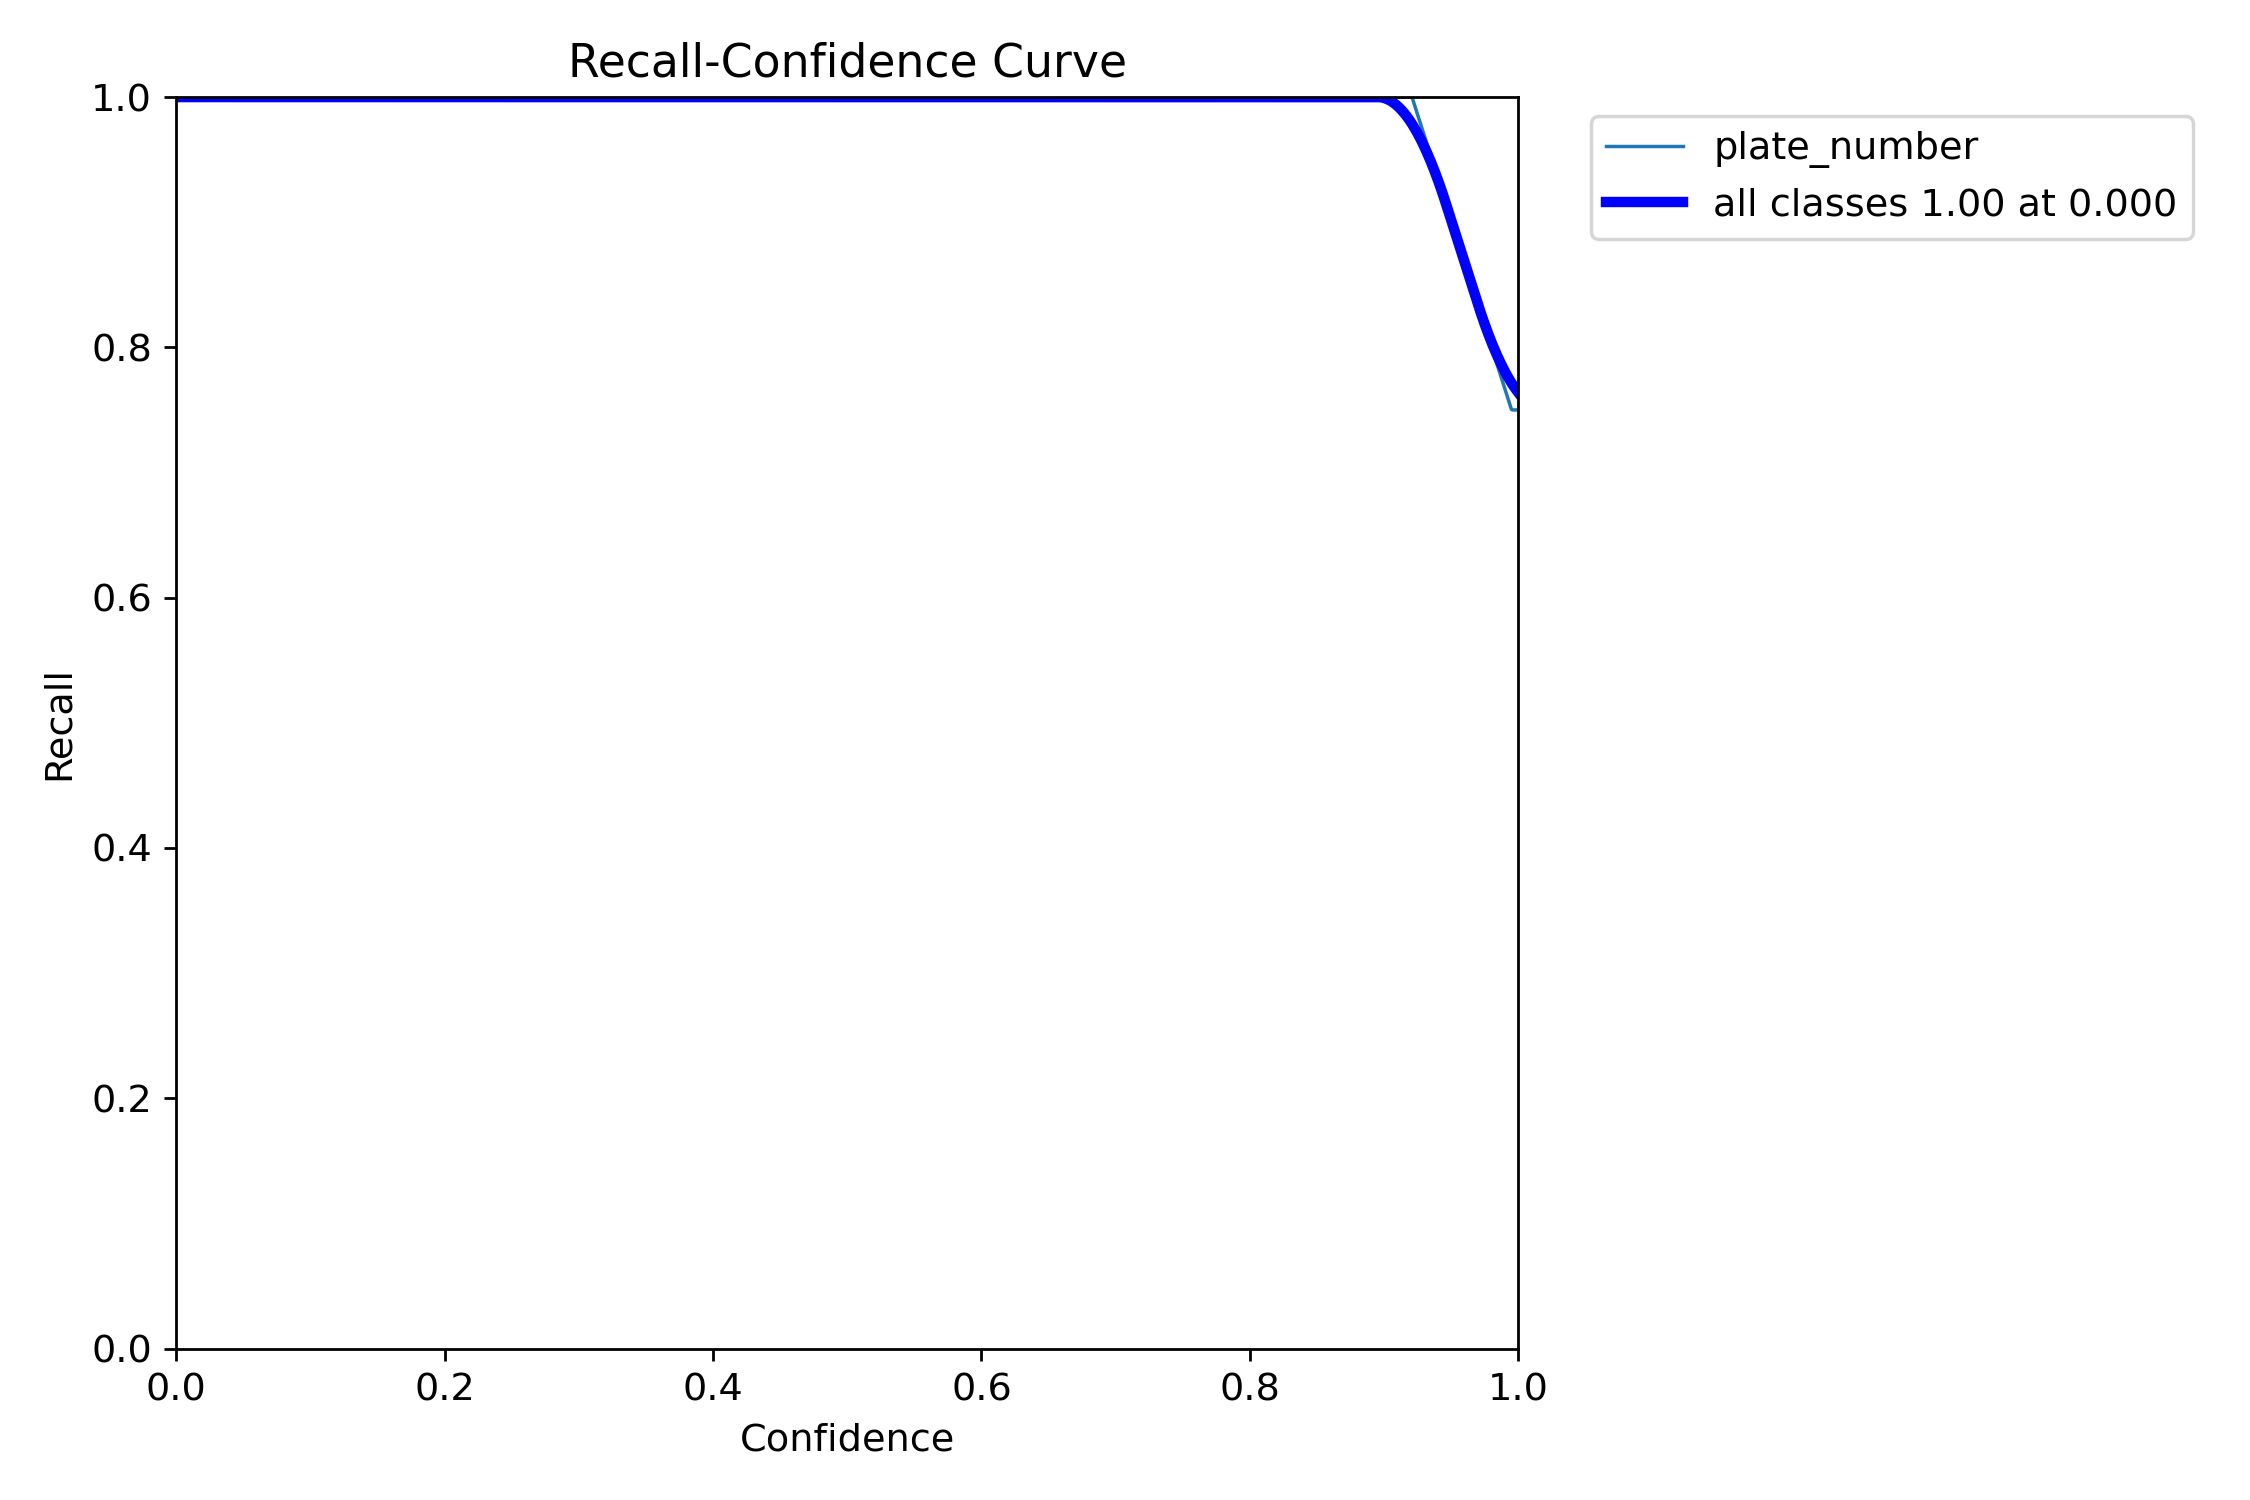 Recall-Confidence Curve
1.0
0.8
0.6
0.4
0.2
0.0
Recall
0.0 0.2 0.4 0.6 0.8 1.0
Confidence
plate_number
all classes 1.00 at 0.000